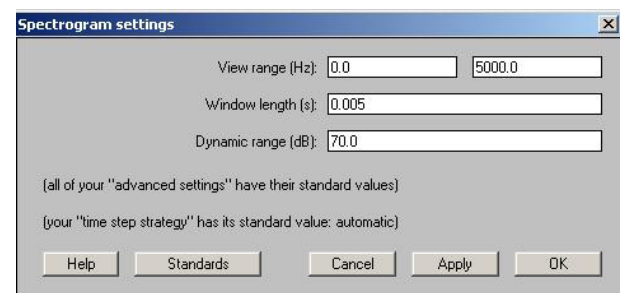 Spectrogram settings
View range (Hz): 0.0 5000.0
Window length (s): 0.005
Dynamic range (dB): 70.0
(all of your "advanced settings" have their standard values)
(your "time step strategy" has its standard value: automatic)
Help Standards Cancel Apply OK